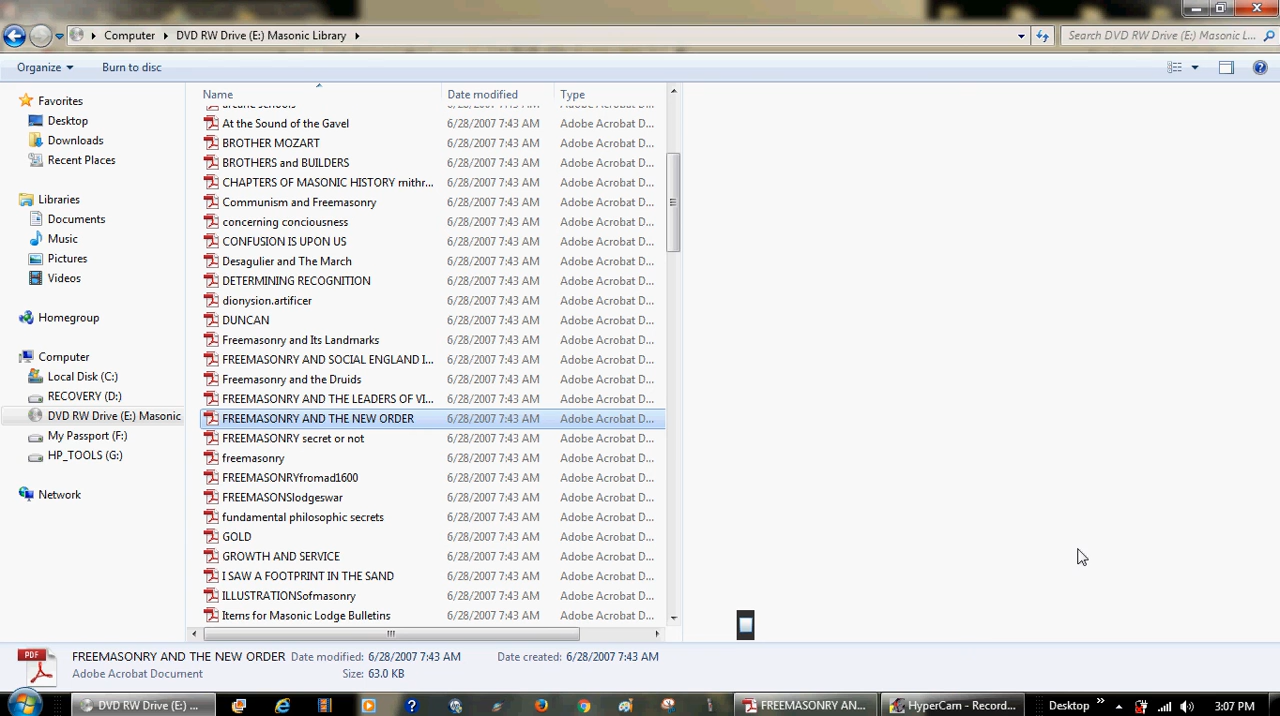 Computer DVD RW Drive (E:) Masonic Library Search DVD RW Drive (E:) Masonic L...
Organize Burn to disc
Favorites
Desktop
Downloads
Recent Places
Libraries
Documents
Music
Pictures
Videos
Homegroup
Computer
Local Disk (C:)
RECOVERY (D:)
DVD RW Drive (E:) Masonic
My Passport (F:)
HP_TOOLS (G:)
Network
Name Date modified Type
arcane schools 6/28/2007 7:43 AM Adobe Acrobat D...
At the Sound of the Gavel 6/28/2007 7:43 AM Adobe Acrobat D...
BROTHER MOZART 6/28/2007 7:43 AM Adobe Acrobat D...
BROTHERS and BUILDERS 6/28/2007 7:43 AM Adobe Acrobat D...
CHAPTERS OF MASONIC HISTORY mithr... 6/28/2007 7:43 AM Adobe Acrobat D...
Communism and Freemasonry 6/28/2007 7:43 AM Adobe Acrobat D...
concerning conciousness 6/28/2007 7:43 AM Adobe Acrobat D...
CONFUSION IS UPON US 6/28/2007 7:43 AM Adobe Acrobat D...
Desagulier and The March 6/28/2007 7:43 AM Adobe Acrobat D...
DETERMINING RECOGNITION 6/28/2007 7:43 AM Adobe Acrobat D...
dionysion.artificer 6/28/2007 7:43 AM Adobe Acrobat D...
DUNCAN 6/28/2007 7:43 AM Adobe Acrobat D...
Freemasonry and Its Landmarks 6/28/2007 7:43 AM Adobe Acrobat D...
FREEMASONRY AND SOCIAL ENGLAND I... 6/28/2007 7:43 AM Adobe Acrobat D...
Freemasonry and the Druids 6/28/2007 7:43 AM Adobe Acrobat D...
FREEMASONRY AND THE LEADERS OF VI... 6/28/2007 7:43 AM Adobe Acrobat D...
FREEMASONRY AND THE NEW ORDER 6/28/2007 7:43 AM Adobe Acrobat D...
FREEMASONRY secret or not 6/28/2007 7:43 AM Adobe Acrobat D...
freemasonry 6/28/2007 7:43 AM Adobe Acrobat D...
FREEMASONRYfromad1600 6/28/2007 7:43 AM Adobe Acrobat D...
FREEMASONSlodgeswar 6/28/2007 7:43 AM Adobe Acrobat D...
fundamental philosophic secrets 6/28/2007 7:43 AM Adobe Acrobat D...
GOLD 6/28/2007 7:43 AM Adobe Acrobat D...
GROWTH AND SERVICE 6/28/2007 7:43 AM Adobe Acrobat D...
I SAW A FOOTPRINT IN THE SAND 6/28/2007 7:43 AM Adobe Acrobat D...
ILLUSTRATIONSofmasonry 6/28/2007 7:43 AM Adobe Acrobat D...
Items for Masonic Lodge Bulletins 6/28/2007 7:43 AM Adobe Acrobat D...
PDF FREEMASONRY AND THE NEW ORDER Date modified: 6/28/2007 7:43 AM Date created: 6/28/2007 7:43 AM
Adobe Acrobat Document Size: 63.0 KB
DVD RW Drive (E:) ... FREEMASONRY AN... HyperCam - Record... Desktop 3:07 PM